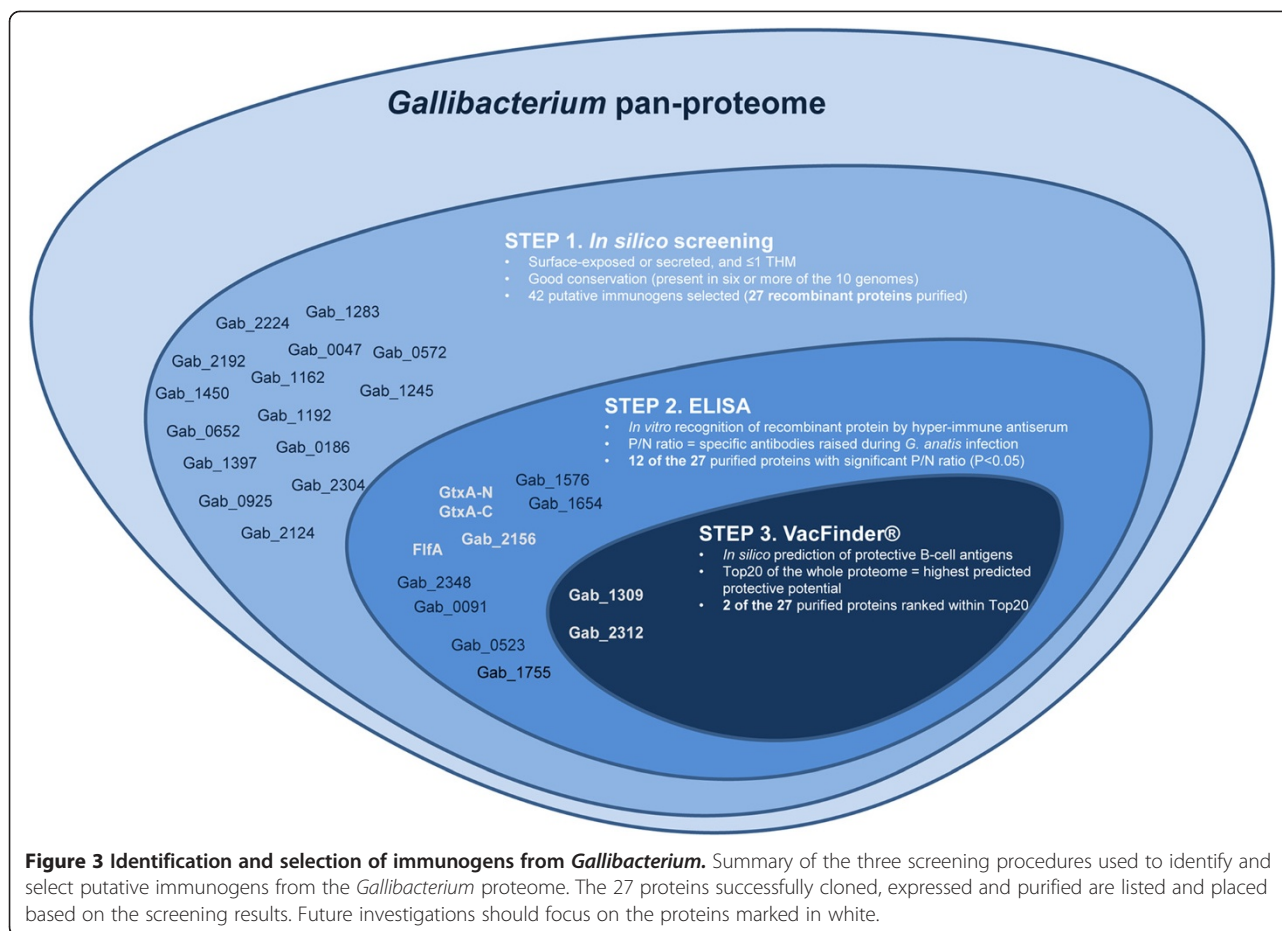 Gallibacterium pan-proteome
STEP 1. In silico screening
• Surface-exposed or secreted, and ≤1 THM
• Good conservation (present in six or more of the 10 genomes)
• 42 putative immunogens selected (27 recombinant proteins purified)
Gab_2224 Gab_1283
Gab_2192 Gab_0047 Gab_0572
Gab_1450 Gab_1162 Gab_1245
Gab_0652 Gab_1192
Gab_1397 Gab_0186
Gab_0925 Gab_2304
Gab_2124
STEP 2. ELISA
• In vitro recognition of recombinant protein by hyper-immune antiserum
• P/N ratio = specific antibodies raised during G. anatis infection
• 12 of the 27 purified proteins with significant P/N ratio (P<0.05)
GtxA-N Gab_1576
GtxA-C Gab_1654
FlfA Gab_2156
Gab_2348
Gab_0091
Gab_0523
Gab_1755
STEP 3. VacFinder®
• In silico prediction of protective B-cell antigens
• Top20 of the whole proteome = highest predicted
protective potential
• 2 of the 27 purified proteins ranked within Top20
Gab_1309
Gab_2312
Figure 3 Identification and selection of immunogens from Gallibacterium. Summary of the three screening procedures used to identify and
select putative immunogens from the Gallibacterium proteome. The 27 proteins successfully cloned, expressed and purified are listed and placed
based on the screening results. Future investigations should focus on the proteins marked in white.